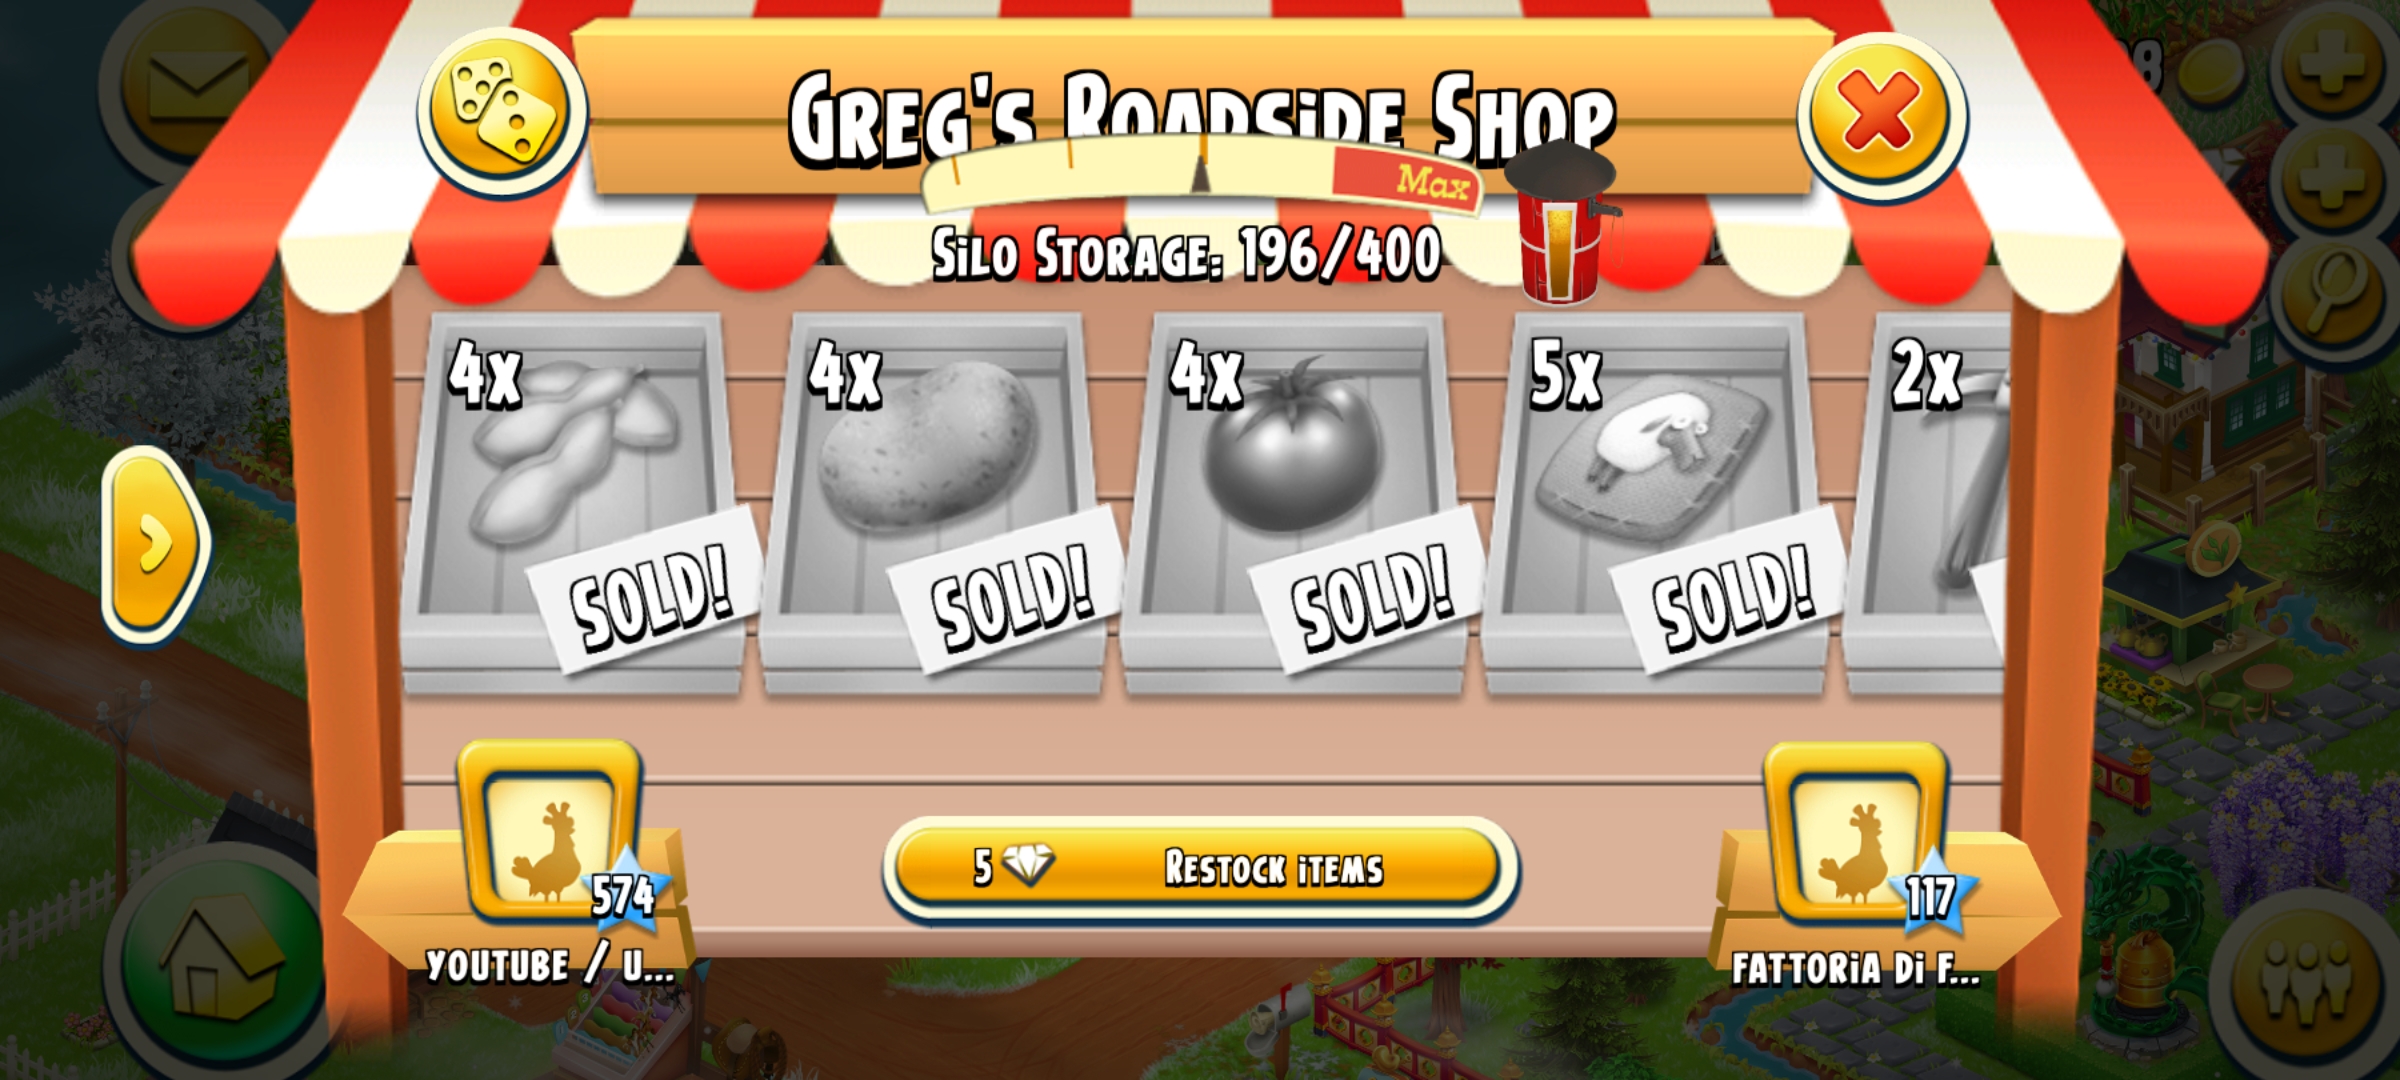 GREG'S ROADSIDE SHOP
Max
SILO STORAGE: 196/400
4x
4x
4x
5x
2x
SOLD!
SOLD!
SOLD!
SOLD!
574
YOUTUBE / U...
5
RESTOCK ITEMS
117
FATTORIA DI F...